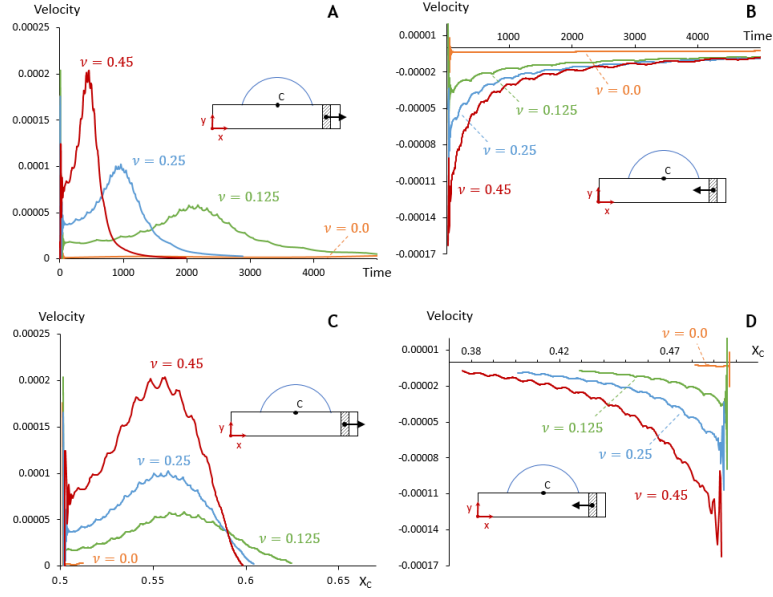 Velocity
A
0.00025
0.0002
0.00015
0.0001
0.00005
0
0
1000
2000
3000
4000
Time
ν = 0.45
ν = 0.25
ν = 0.125
ν = 0.0
C
y
x
Velocity
B
0.00001
-0.00002
-0.00005
-0.00008
-0.00011
-0.00014
-0.00017
1000
2000
3000
4000
Time
ν = 0.0
ν = 0.125
ν = 0.25
ν = 0.45
C
y
x
Velocity
C
0.00025
0.0002
0.00015
0.0001
0.00005
0
0.5
0.55
0.6
0.65
X_C
ν = 0.45
ν = 0.25
ν = 0.125
ν = 0.0
C
y
x
Velocity
D
0.00001
-0.00002
-0.00005
-0.00008
-0.00011
-0.00014
-0.00017
0.38
0.42
0.47
X_C
ν = 0.0
ν = 0.125
ν = 0.25
ν = 0.45
C
y
x